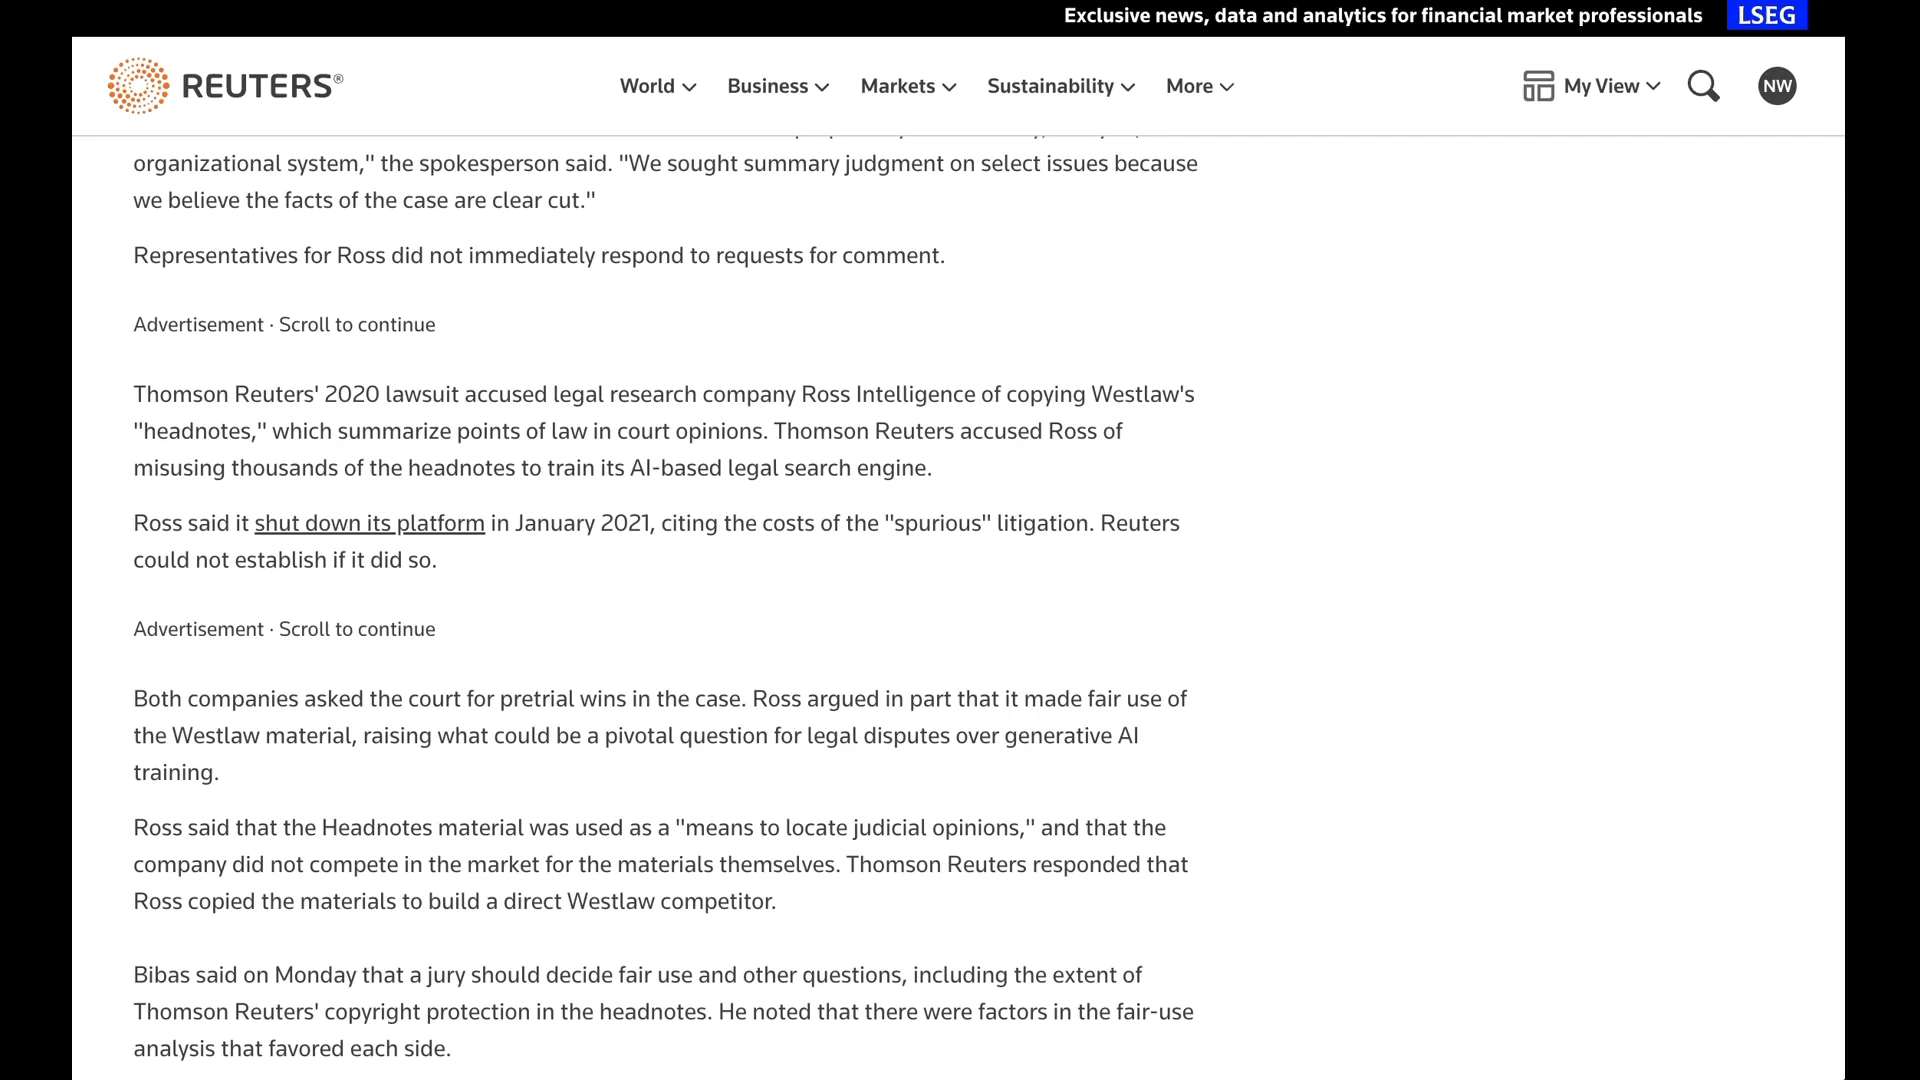 Exclusive news, data and analytics for financial market professionals LSEG
REUTERS®
World Business Markets Sustainability More
My View
NW
organizational system," the spokesperson said. "We sought summary judgment on select issues because
we believe the facts of the case are clear cut."
Representatives for Ross did not immediately respond to requests for comment.
Advertisement · Scroll to continue
Thomson Reuters' 2020 lawsuit accused legal research company Ross Intelligence of copying Westlaw's
"headnotes," which summarize points of law in court opinions. Thomson Reuters accused Ross of
misusing thousands of the headnotes to train its AI-based legal search engine.
Ross said it shut down its platform in January 2021, citing the costs of the "spurious" litigation. Reuters
could not establish if it did so.
Advertisement · Scroll to continue
Both companies asked the court for pretrial wins in the case. Ross argued in part that it made fair use of
the Westlaw material, raising what could be a pivotal question for legal disputes over generative AI
training.
Ross said that the Headnotes material was used as a "means to locate judicial opinions," and that the
company did not compete in the market for the materials themselves. Thomson Reuters responded that
Ross copied the materials to build a direct Westlaw competitor.
Bibas said on Monday that a jury should decide fair use and other questions, including the extent of
Thomson Reuters' copyright protection in the headnotes. He noted that there were factors in the fair-use
analysis that favored each side.